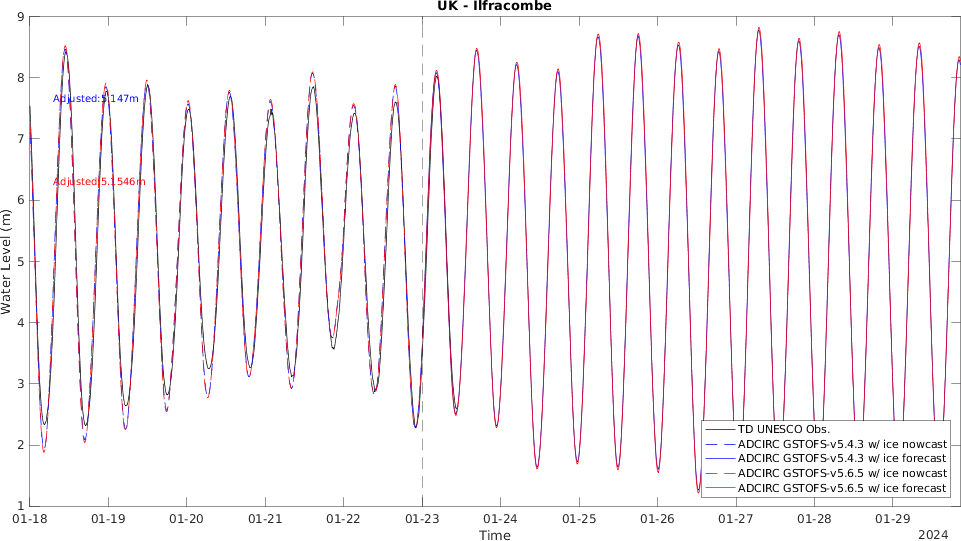 UK - Ilfracombe
9
8
7
6
5
4
3
2
1
Water Level (m)
Adjusted:5.147m
Adjusted:5.1546m
TD UNESCO Obs.
ADCIRC GSTOFS-v5.4.3 w/ ice nowcast
ADCIRC GSTOFS-v5.4.3 w/ ice forecast
ADCIRC GSTOFS-v5.6.5 w/ ice nowcast
ADCIRC GSTOFS-v5.6.5 w/ ice forecast
01-18 01-19 01-20 01-21 01-22 01-23 01-24 01-25 01-26 01-27 01-28 01-29
Time
2024